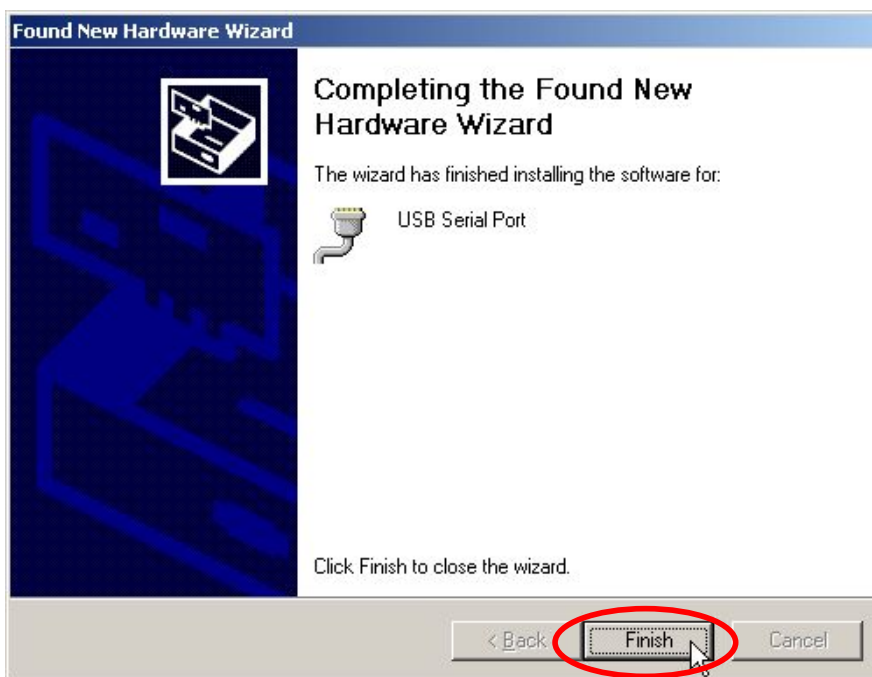 Found New Hardware Wizard
Completing the Found New
Hardware Wizard
The wizard has finished installing the software for:
USB Serial Port
Click Finish to close the wizard.
< Back
Finish
Cancel